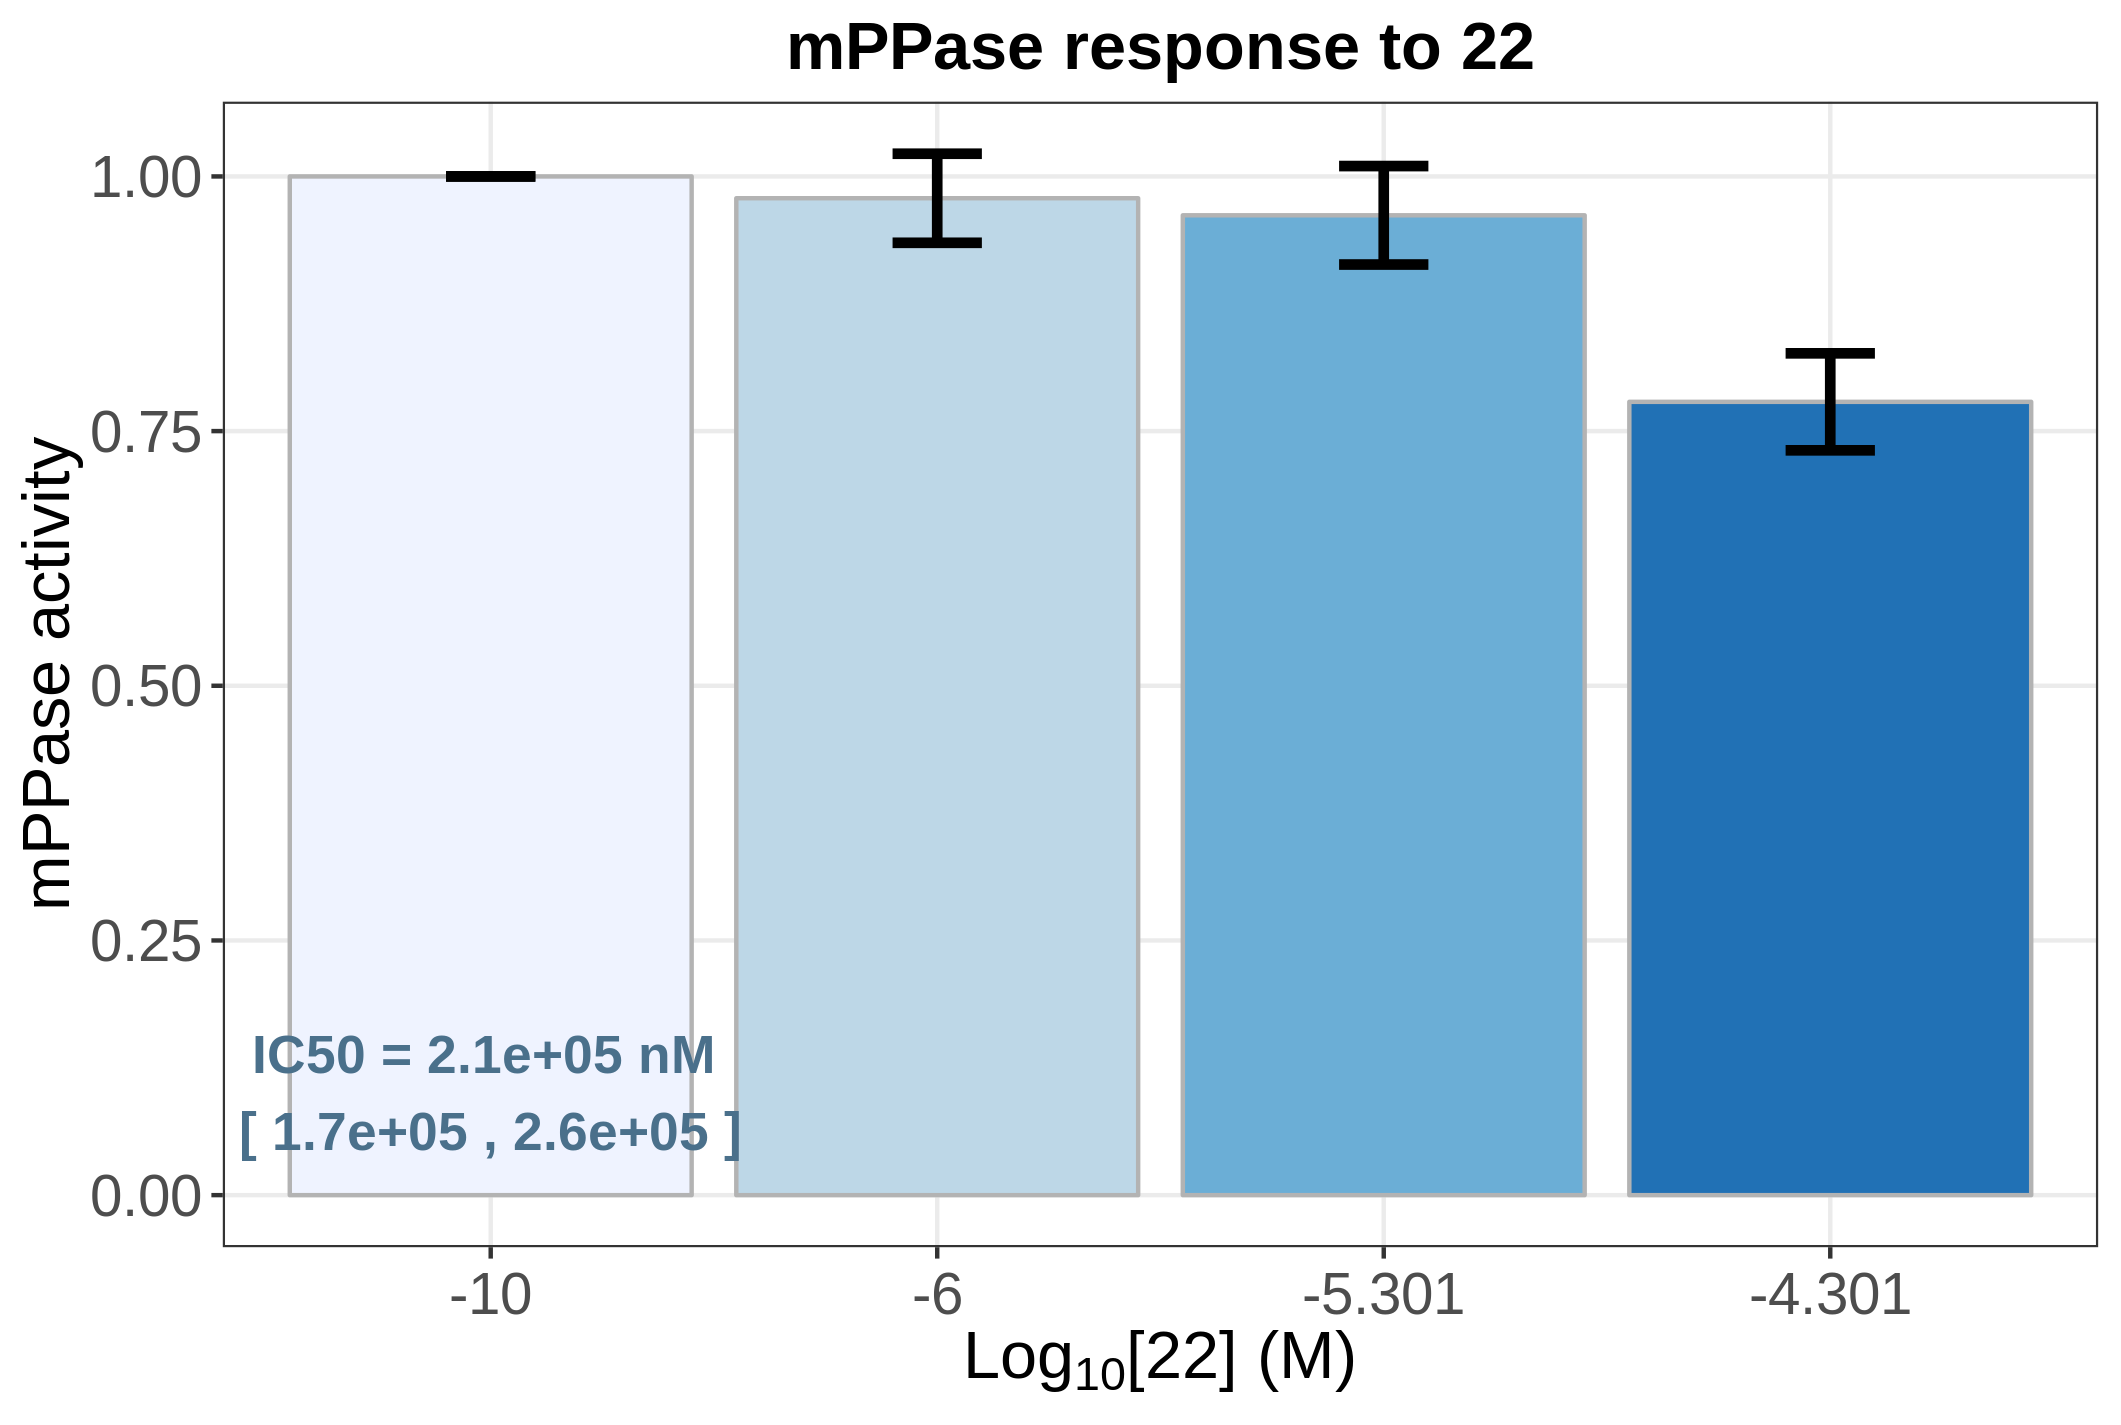 mPPase response to 22
mPPase activity
1.00
0.75
0.50
0.25
0.00
IC50 = 2.1e+05 nM
[ 1.7e+05 , 2.6e+05 ]
-10 -6 -5.301 -4.301
Log₁₀[22] (M)